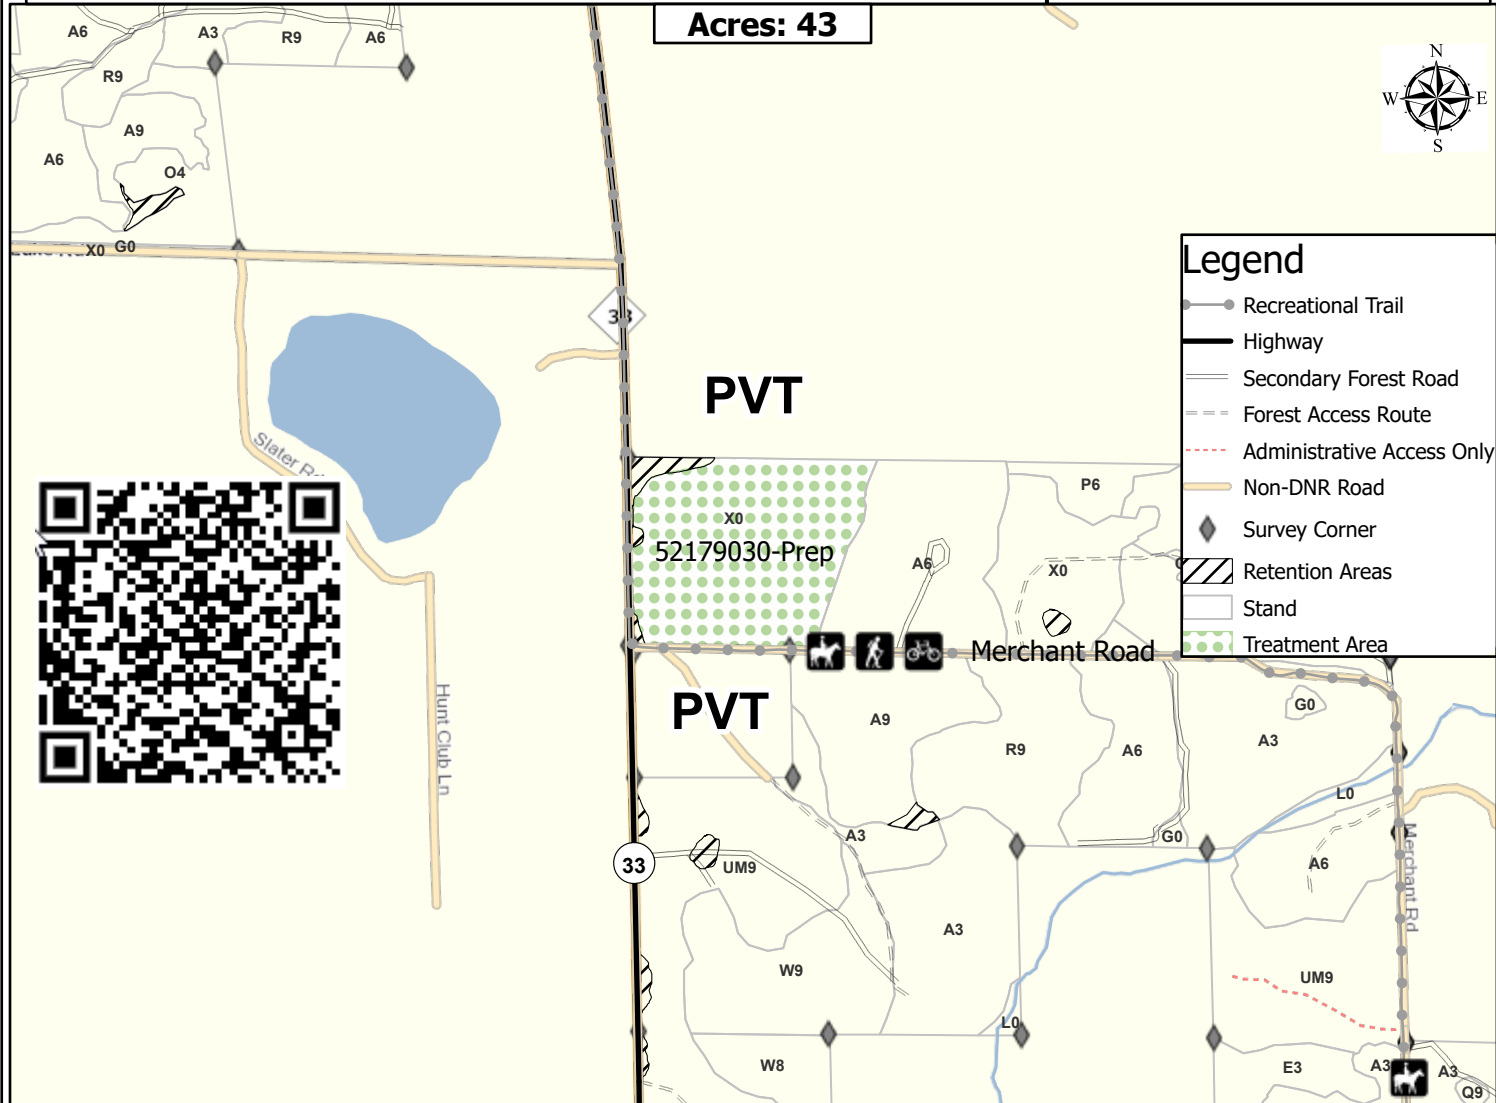 Acres: 43
N
W E
S
A6
A3
R9
A6
R9
A9
A6
O4
X0
G0
33
Legend
Recreational Trail
Highway
Secondary Forest Road
Forest Access Route
Administrative Access Only
Non-DNR Road
Survey Corner
Retention Areas
Stand
Treatment Area
PVT
Slater Rd
P6
X0
52179030-Prep
A6
X0
Merchant Road
PVT
Hunt Club Ln
A9
R9
A6
A3
G0
L0
A3
G0
33
UM9
A6
Merchant Rd
A3
W9
UM9
L0
W8
E3
A3
A3
Q9